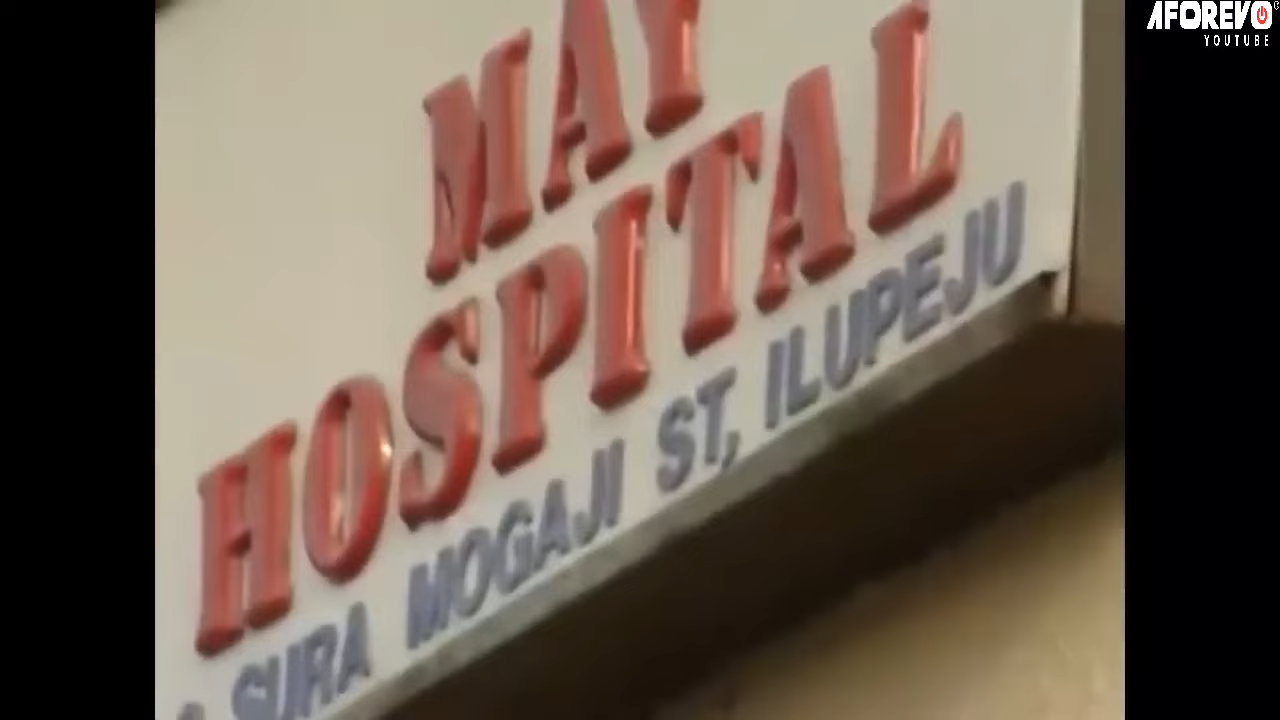 AFOREVO
YOUTUBE
MAY
HOSPITAL
SURA MOGAJI ST, ILUPEJU